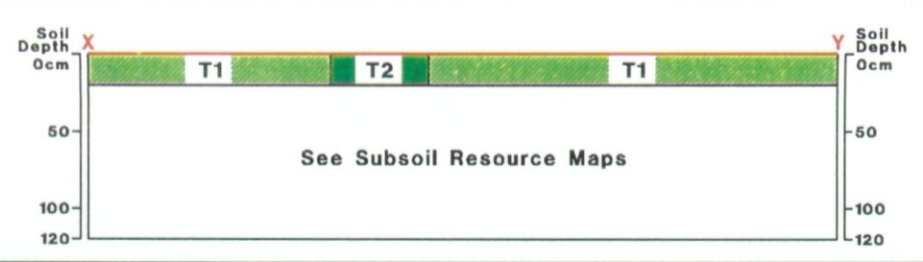 Soil Depth X
Y Soil Depth
0cm T1 T2 T1 0cm
50 50
See Subsoil Resource Maps
100 100
120 120